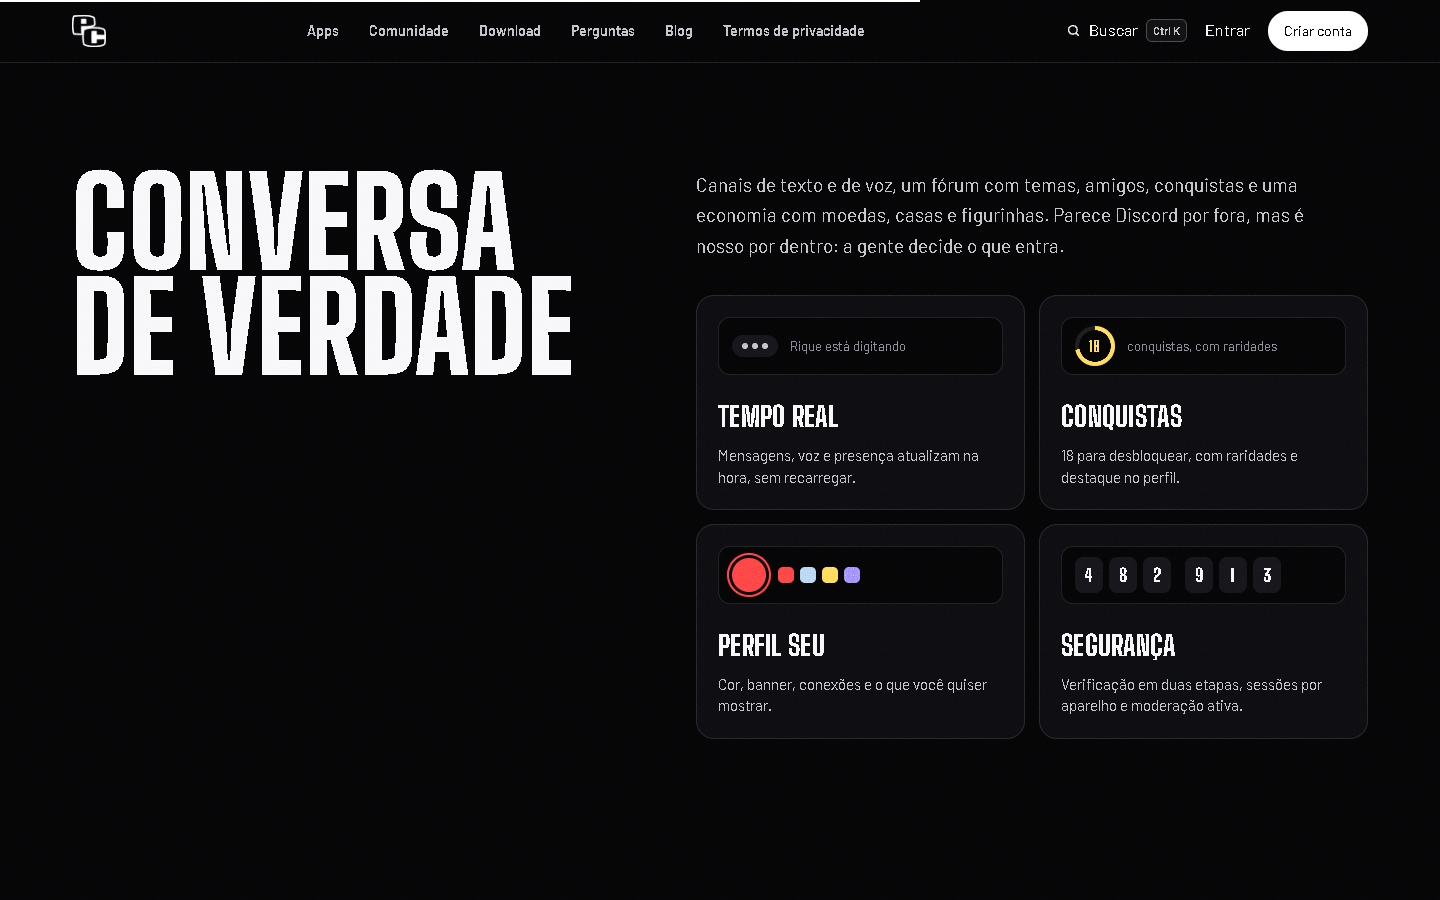 PC
Apps
Comunidade
Download
Perguntas
Blog
Termos de privacidade
Buscar
Ctrl K
Entrar
Criar conta
CONVERSA
DE VERDADE
Canais de texto e de voz, um fórum com temas, amigos, conquistas e uma
economia com moedas, casas e figurinhas. Parece Discord por fora, mas é
nosso por dentro: a gente decide o que entra.
Rique está digitando
TEMPO REAL
Mensagens, voz e presença atualizam na
hora, sem recarregar.
18
conquistas, com raridades
CONQUISTAS
18 para desbloquear, com raridades e
destaque no perfil.
PERFIL SEU
Cor, banner, conexões e o que você quiser
mostrar.
4 8 2 9 1 3
SEGURANÇA
Verificação em duas etapas, sessões por
aparelho e moderação ativa.